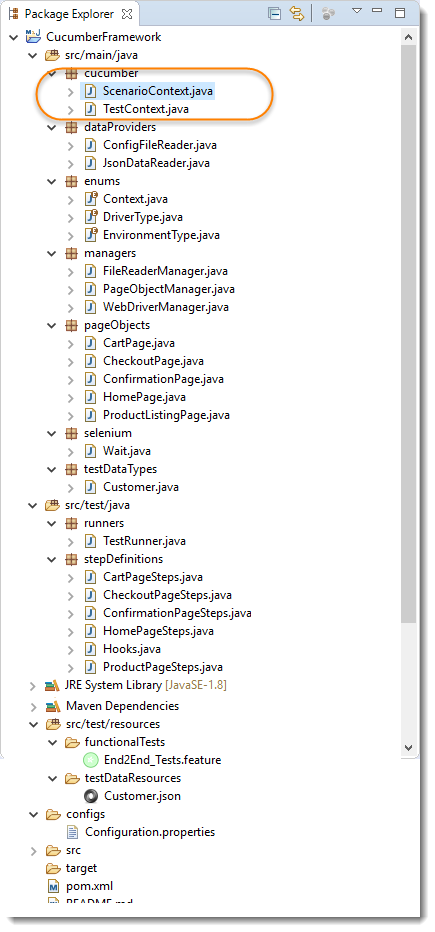 Package Explorer
CucumberFramework
src/main/java
cucumber
ScenarioContext.java
TestContext.java
dataProviders
ConfigFileReader.java
JsonDataReader.java
enums
Context.java
DriverType.java
EnvironmentType.java
managers
FileReaderManager.java
PageObjectManager.java
WebDriverManager.java
pageObjects
CartPage.java
CheckoutPage.java
ConfirmationPage.java
HomePage.java
ProductListingPage.java
selenium
Wait.java
testDataTypes
Customer.java
src/test/java
runners
TestRunner.java
stepDefinitions
CartPageSteps.java
CheckoutPageSteps.java
ConfirmationPageSteps.java
HomePageSteps.java
Hooks.java
ProductPageSteps.java
JRE System Library [JavaSE-1.8]
Maven Dependencies
src/test/resources
functionalTests
End2End_Tests.feature
testDataResources
Customer.json
configs
Configuration.properties
src
target
pom.xml
README.md